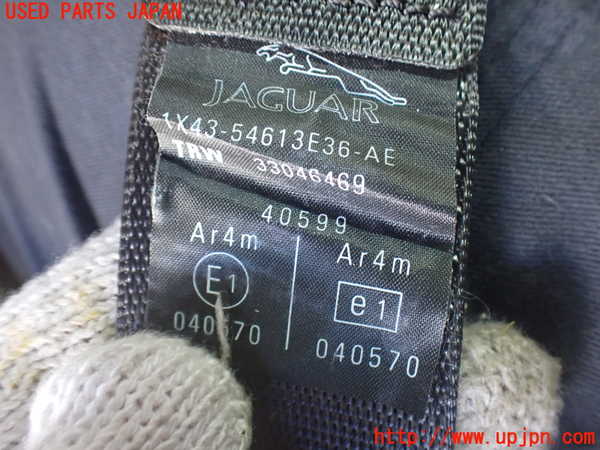 USED PARTS JAPAN
JAGUAR
1X43-54613E36-AE
TRW 33046469
40599
Ar4m Ar4m
E1 e1
040570 040570
http://www.upjpn.com/